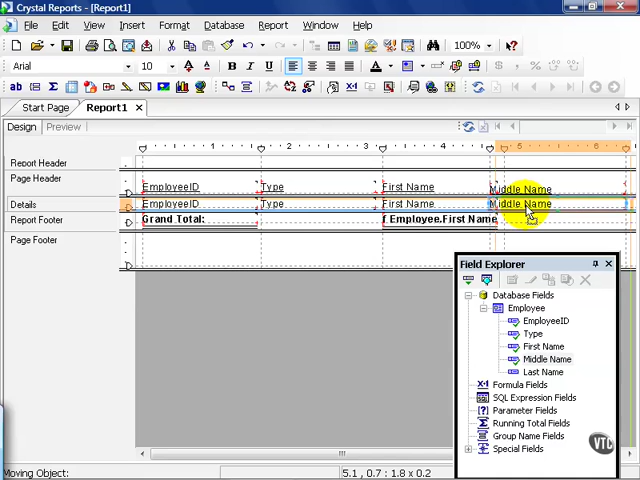 Crystal Reports - [Report1]
File Edit View Insert Format Database Report Window Help
100%
Arial 10 B I U A %
ab
Start Page Report1
Design Preview
5 6
Report Header
Page Header
EmployeeID Type First Name Middle Name
Details
EmployeeID Type First Name Middle Name
Report Footer
Grand Total: f Employee.First Name
Page Footer
Field Explorer
Database Fields
Employee
EmployeeID
Type
First Name
Middle Name
Last Name
Formula Fields
SQL Expression Fields
Parameter Fields
Running Total Fields
Group Name Fields
Special Fields
VTC
Moving Object: 5.1 , 0.7 : 1.8 x 0.2